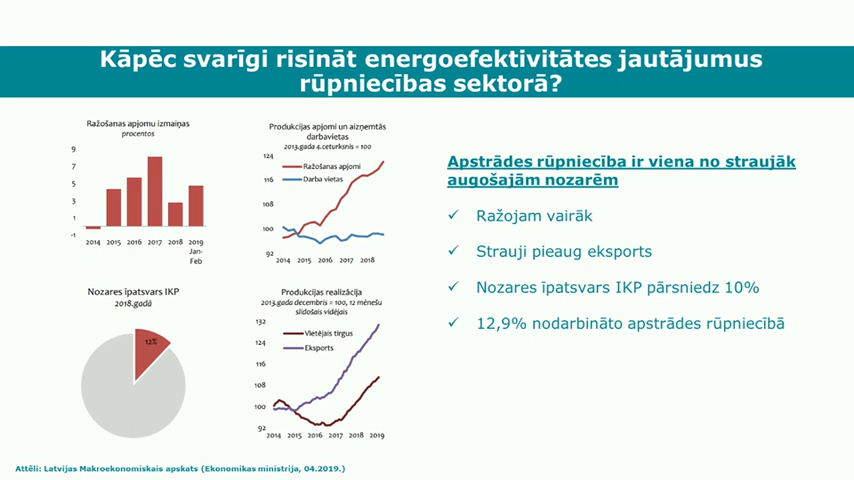 Kāpēc svarīgi risināt energoefektivitātes jautājumus
rūpniecības sektorā?
Ražošanas apjomu izmaiņas
procentos
9
7
5
3
1
-1
2014 2015 2016 2017 2018 2019
Jan-
Feb
Produkcijas apjomi un aizņemtās
darbavietas
2013.gada 4.ceturksnis = 100
124
116
108
100
92
Ražošanas apjomi
Darba vietas
2014 2015 2016 2017 2018
Nozares īpatsvars IKP
2018.gadā
12%
Produkcijas realizācija
2013.gada decembris = 100, 12 mēnešu
slīdošais vidējais
132
124
116
108
100
92
Vietējais tirgus
Eksports
2014 2015 2016 2017 2018 2019
Apstrādes rūpniecība ir viena no straujāk
augošajām nozarēm
✓ Ražojam vairāk
✓ Strauji pieaug eksports
✓ Nozares īpatsvars IKP pārsniedz 10%
✓ 12,9% nodarbināto apstrādes rūpniecībā
Attēli: Latvijas Makroekonomiskais apskats (Ekonomikas ministrija, 04.2019.)